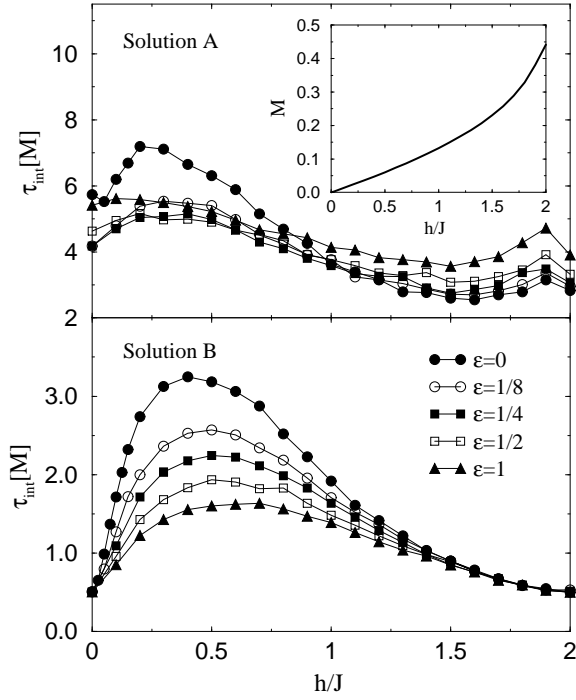 Solution A
τint[M]
10
8
6
4
2
M
0.5
0.4
0.3
0.2
0.1
0.0
0 0.5 1 1.5 2
h/J
Solution B
τint[M]
3.0
2.0
1.0
0.0
ε=0
ε=1/8
ε=1/4
ε=1/2
ε=1
0 0.5 1 1.5 2
h/J